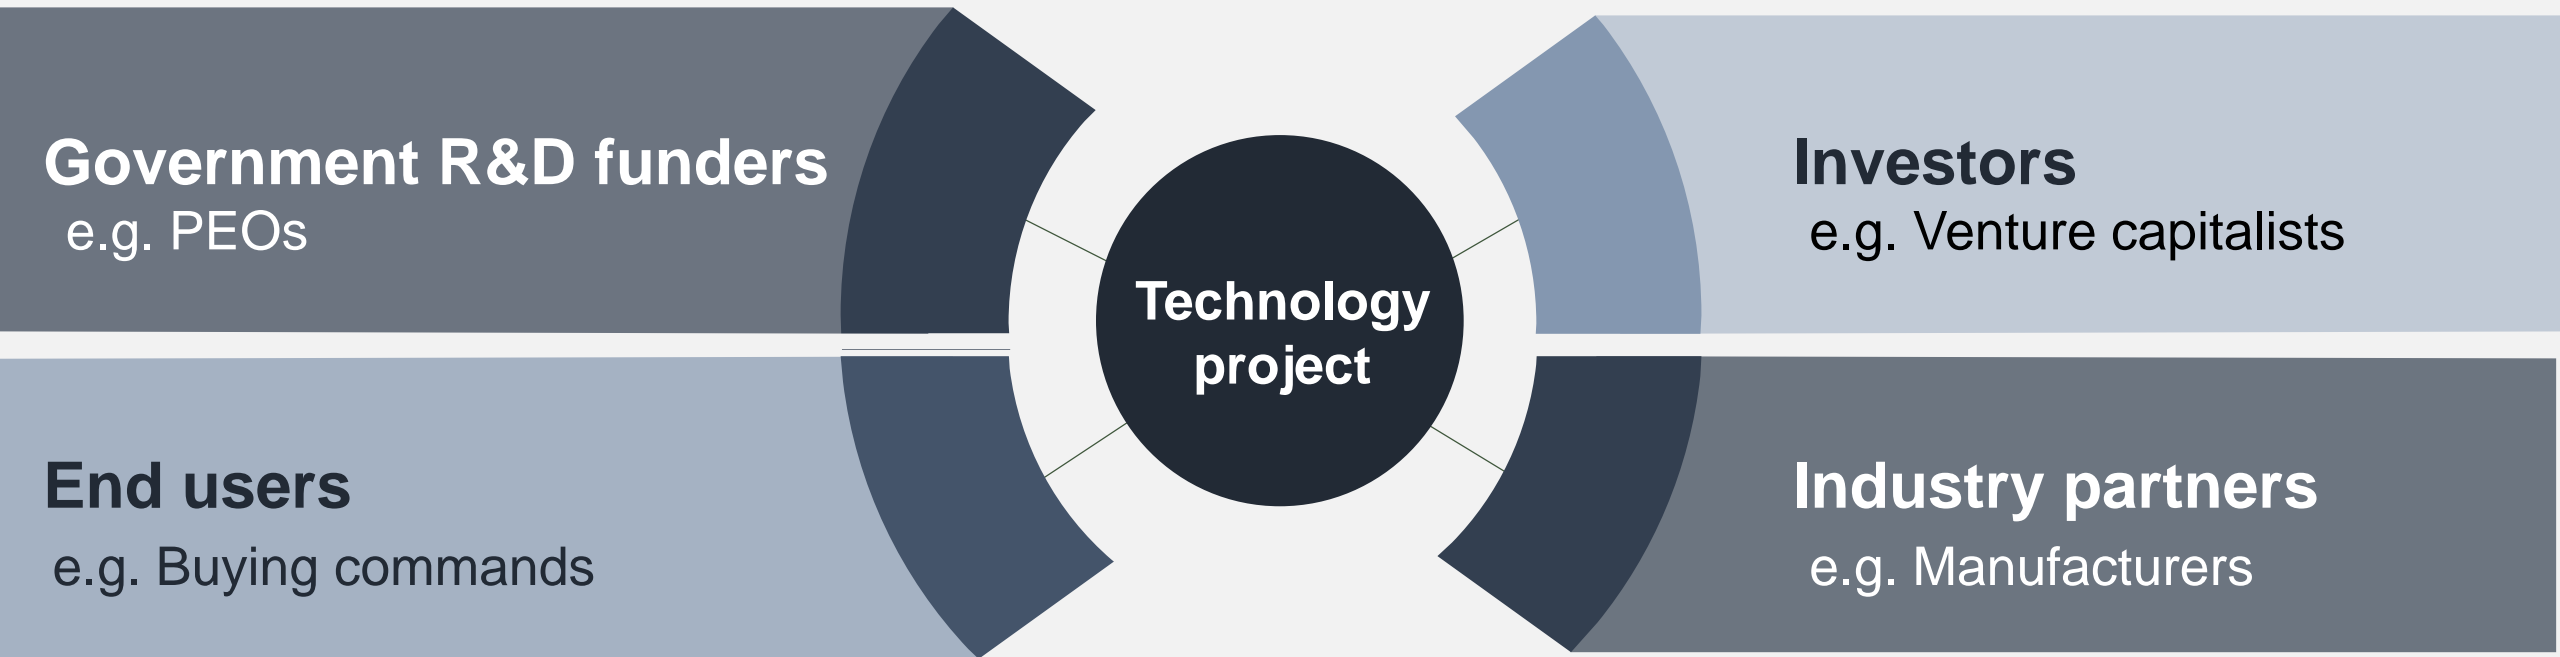 Government R&D funders
e.g. PEOs
End users
e.g. Buying commands
Technology
project
Investors
e.g. Venture capitalists
Industry partners
e.g. Manufacturers